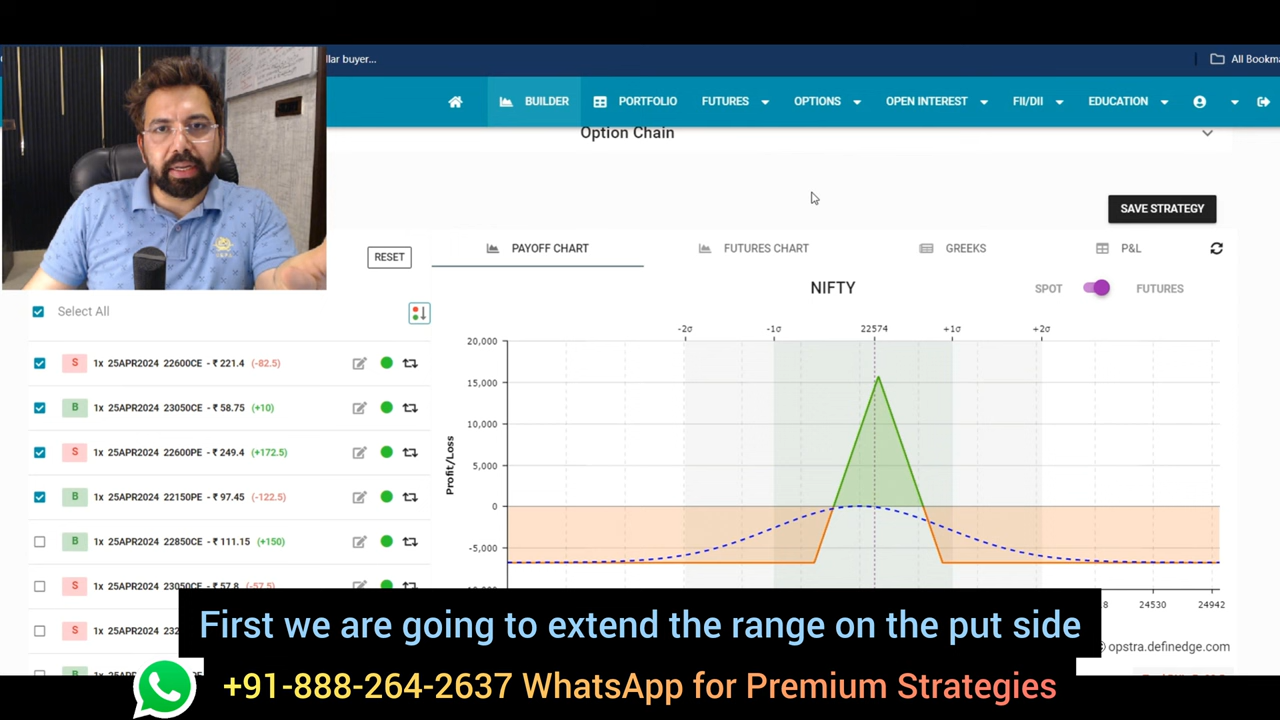 llar buyer...
All Bookma
BUILDER PORTFOLIO FUTURES OPTIONS OPEN INTEREST FII/DII EDUCATION
Option Chain
SAVE STRATEGY
RESET
PAYOFF CHART FUTURES CHART GREEKS P&L
NIFTY
SPOT FUTURES
Select All
S 1x 25APR2024 22600CE - ₹ 221.4 (-82.5)
B 1x 25APR2024 23050CE - ₹ 58.75 (+10)
S 1x 25APR2024 22600PE - ₹ 249.4 (+172.5)
B 1x 25APR2024 22150PE - ₹ 97.45 (-122.5)
B 1x 25APR2024 22850CE - ₹ 111.15 (+150)
S 1x 25APR2024 23050CE - ₹ 57.8 (-57.5)
S 1x 25APR2024
-2σ -1σ 22574 +1σ +2σ
20,000
15,000
10,000
5,000
0
-5,000
Profit/Loss
24530 24942
opstra.definedge.com
First we are going to extend the range on the put side
+91-888-264-2637 WhatsApp for Premium Strategies